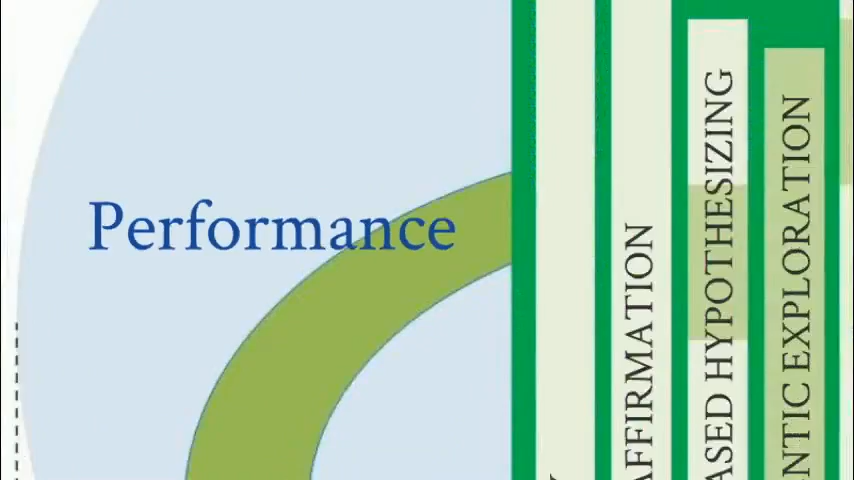 Performance
AFFIRMATION
ASED HYPOTHESIZING
NTIC EXPLORATION